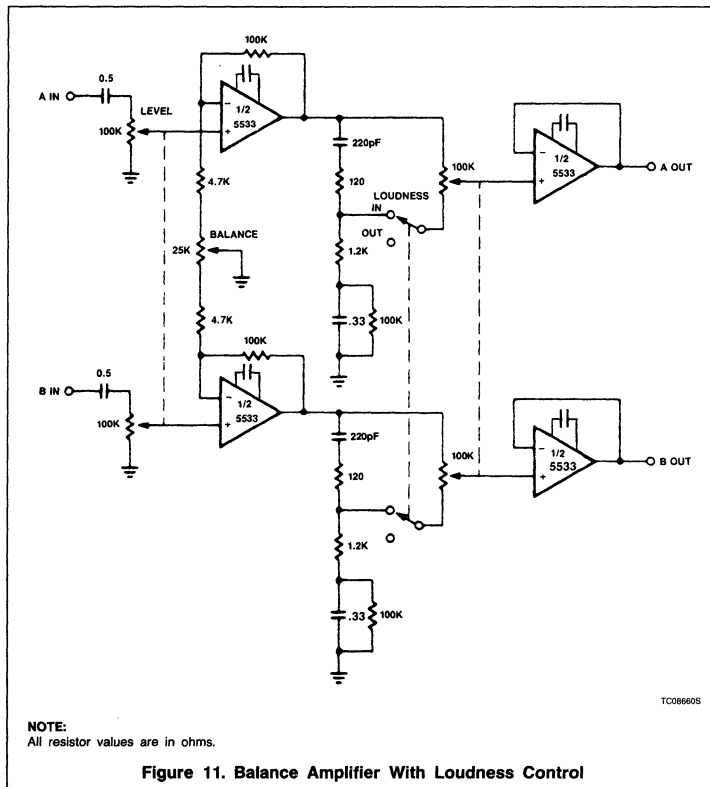 100K
0.5
A IN
LEVEL
100K
−
+
1/2
5533
220pF
100K
−
+
1/2
5533
A OUT
4.7K
120
LOUDNESS
IN
OUT
BALANCE
25K
1.2K
4.7K
.33
100K
100K
0.5
B IN
100K
−
+
1/2
5533
220pF
100K
−
+
1/2
5533
B OUT
120
1.2K
.33
100K
TC08660S
NOTE:
All resistor values are in ohms.
Figure 11. Balance Amplifier With Loudness Control